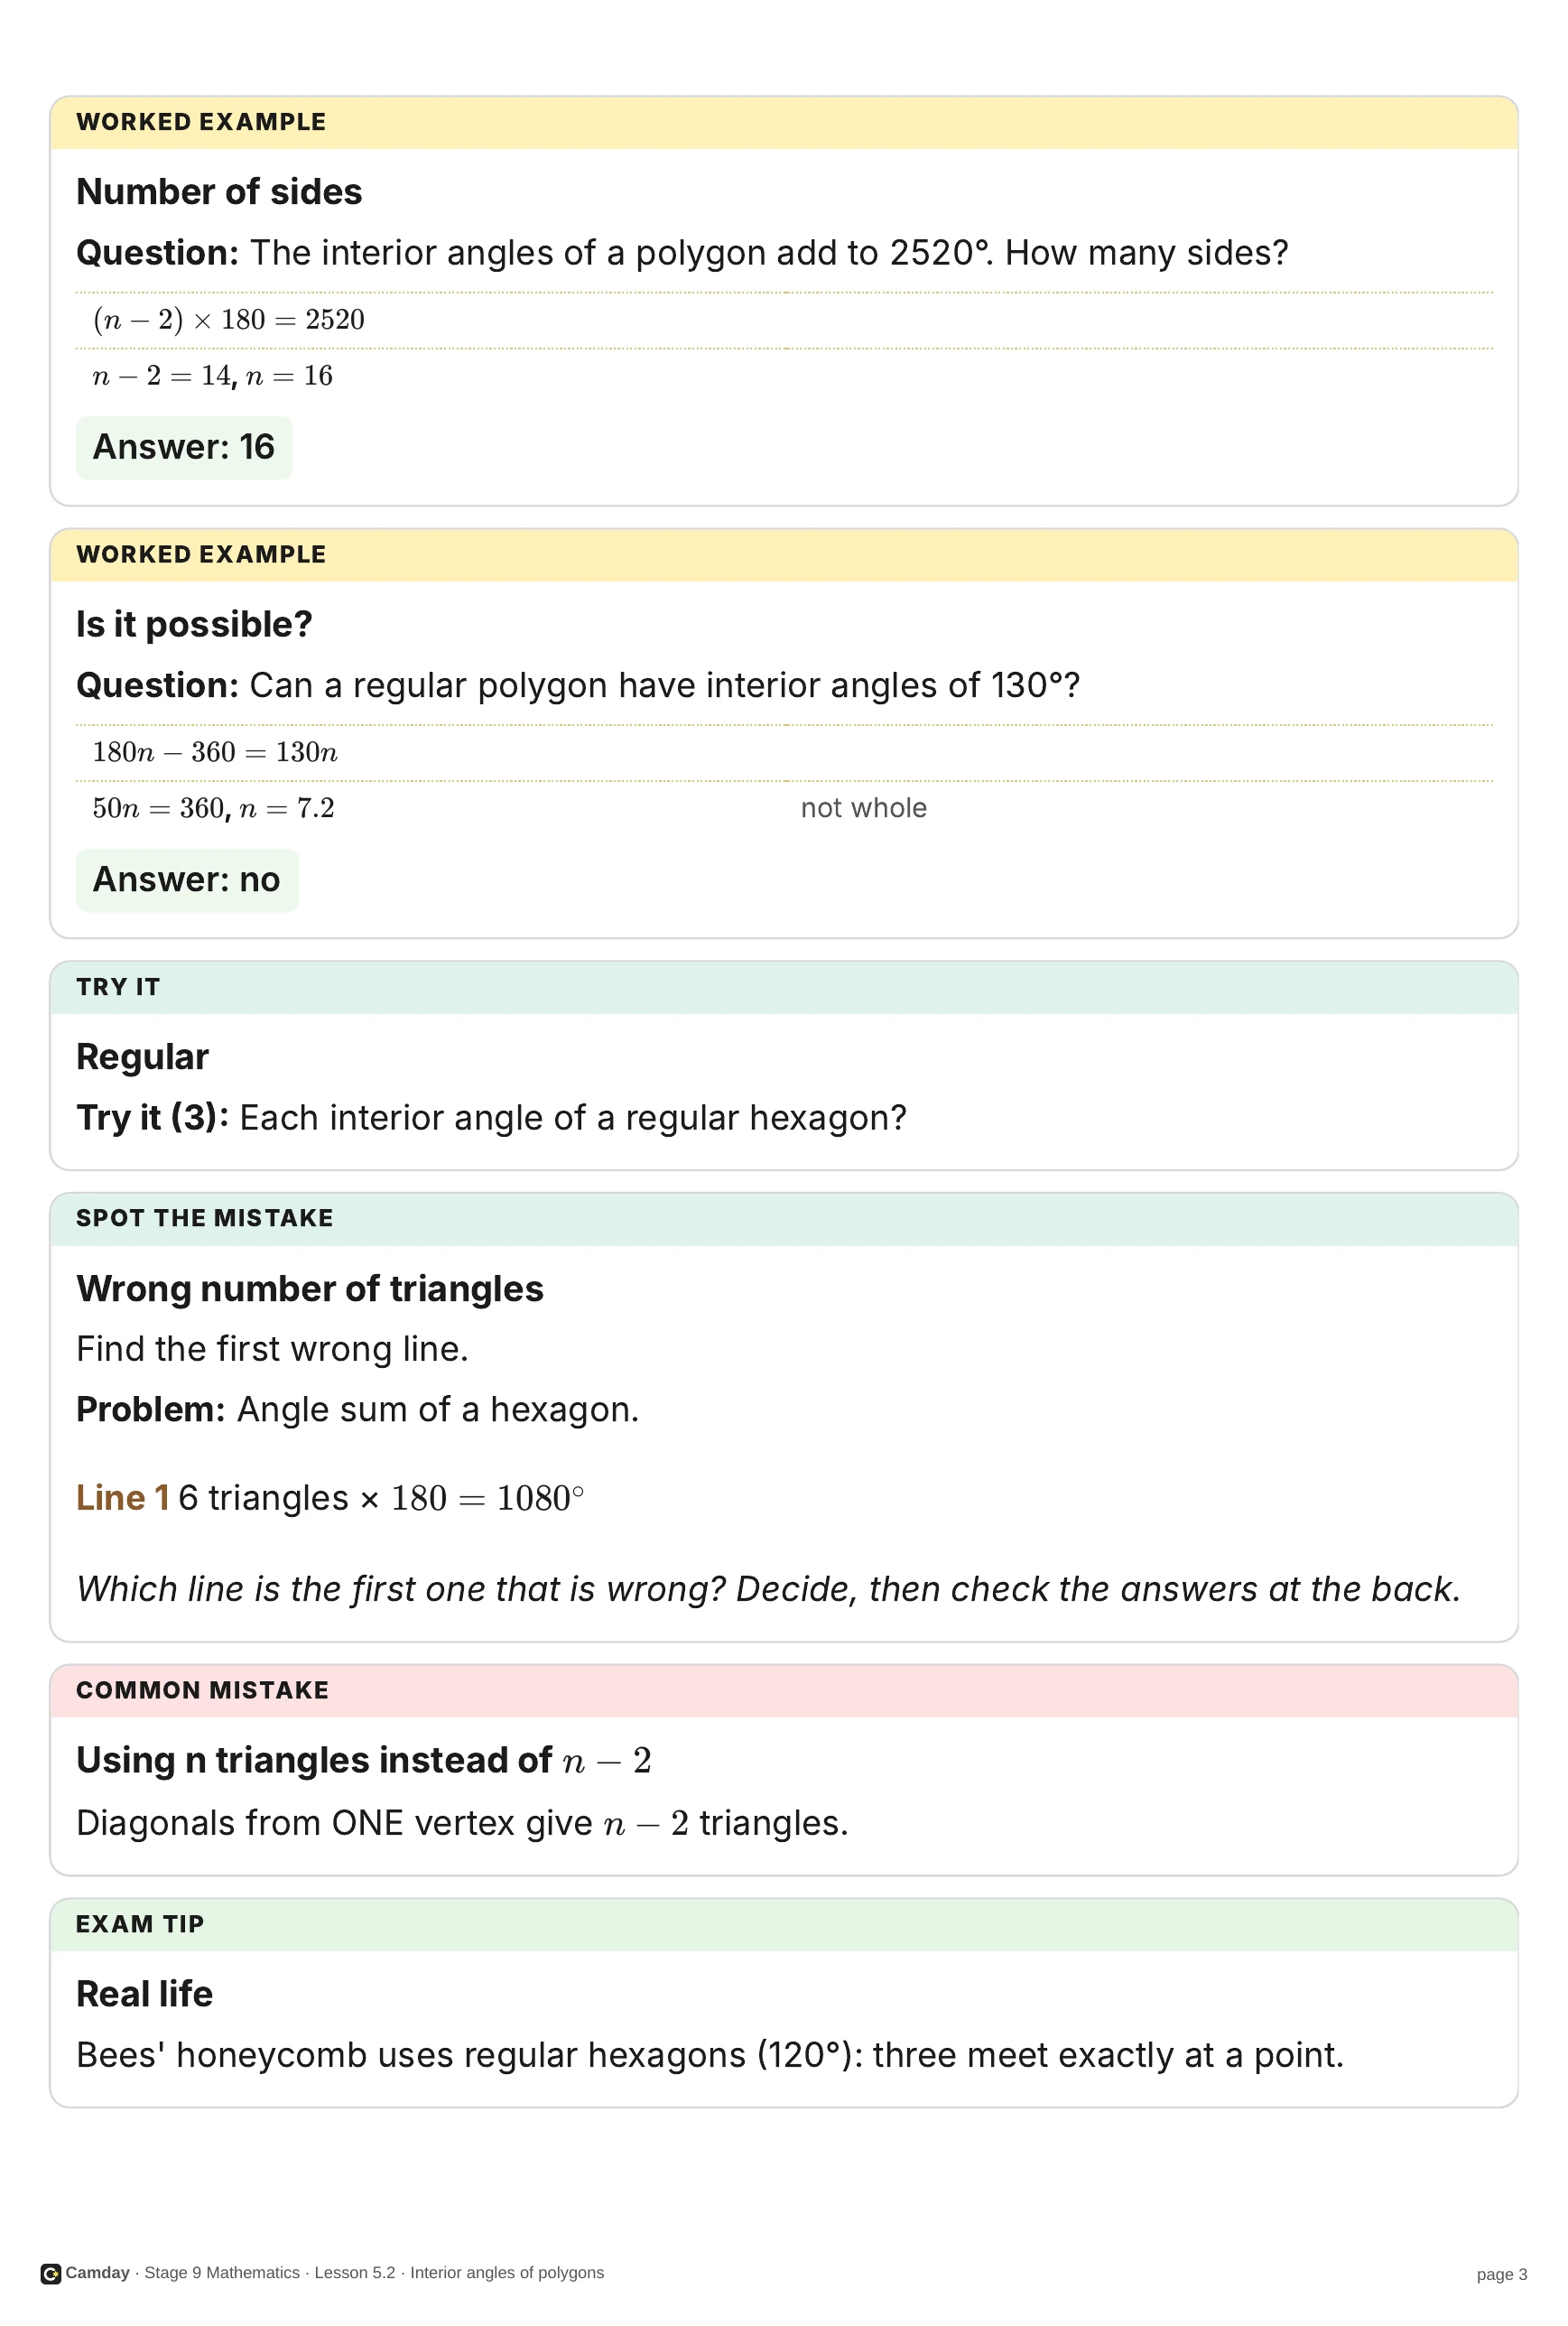 WORKED EXAMPLE
Number of sides
Question: The interior angles of a polygon add to 2520°. How many sides?
(n − 2) × 180 = 2520
n − 2 = 14, n = 16
Answer: 16
WORKED EXAMPLE
Is it possible?
Question: Can a regular polygon have interior angles of 130°?
180n − 360 = 130n
50n = 360, n = 7.2 not whole
Answer: no
TRY IT
Regular
Try it (3): Each interior angle of a regular hexagon?
SPOT THE MISTAKE
Wrong number of triangles
Find the first wrong line.
Problem: Angle sum of a hexagon.
Line 1 6 triangles × 180 = 1080°
Which line is the first one that is wrong? Decide, then check the answers at the back.
COMMON MISTAKE
Using n triangles instead of n − 2
Diagonals from ONE vertex give n − 2 triangles.
EXAM TIP
Real life
Bees' honeycomb uses regular hexagons (120°): three meet exactly at a point.
Camday · Stage 9 Mathematics · Lesson 5.2 · Interior angles of polygons page 3